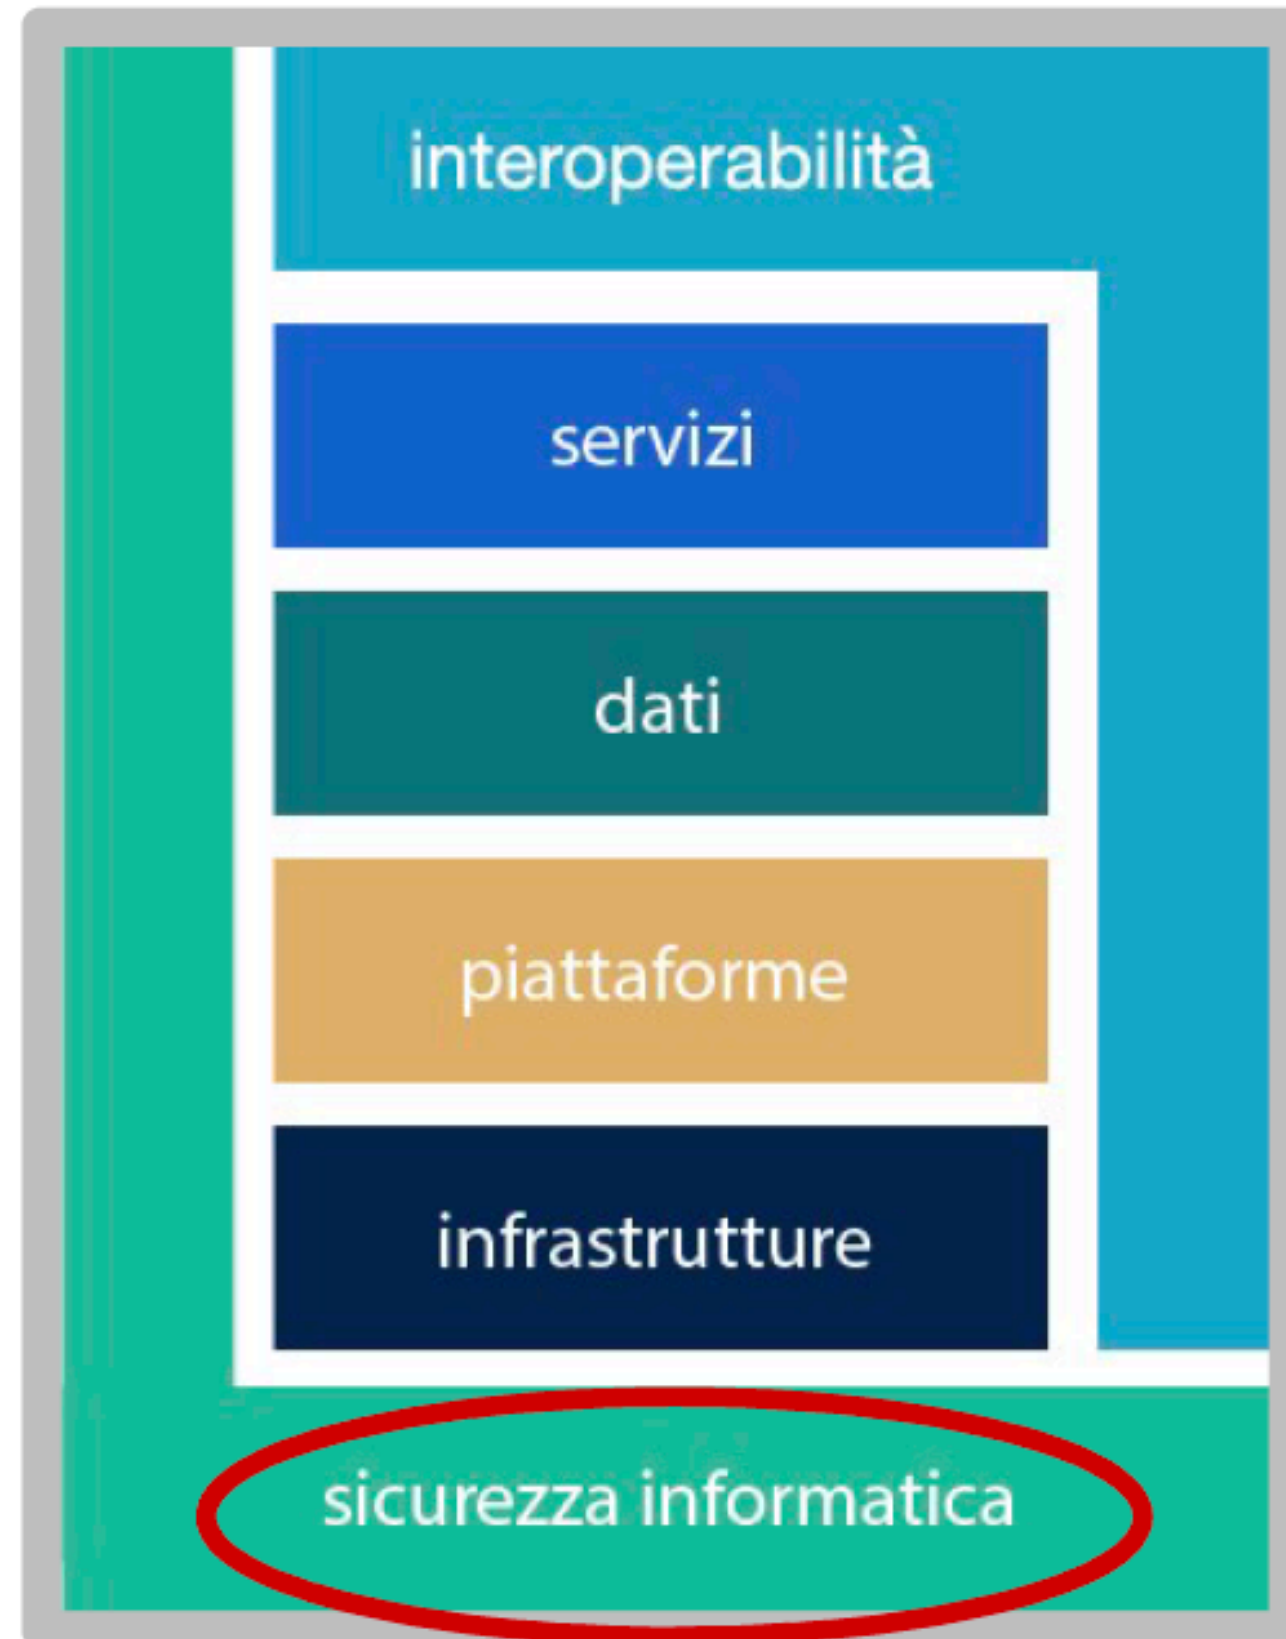 interoperabilità
servizi
dati
piattaforme
infrastrutture
sicurezza informatica